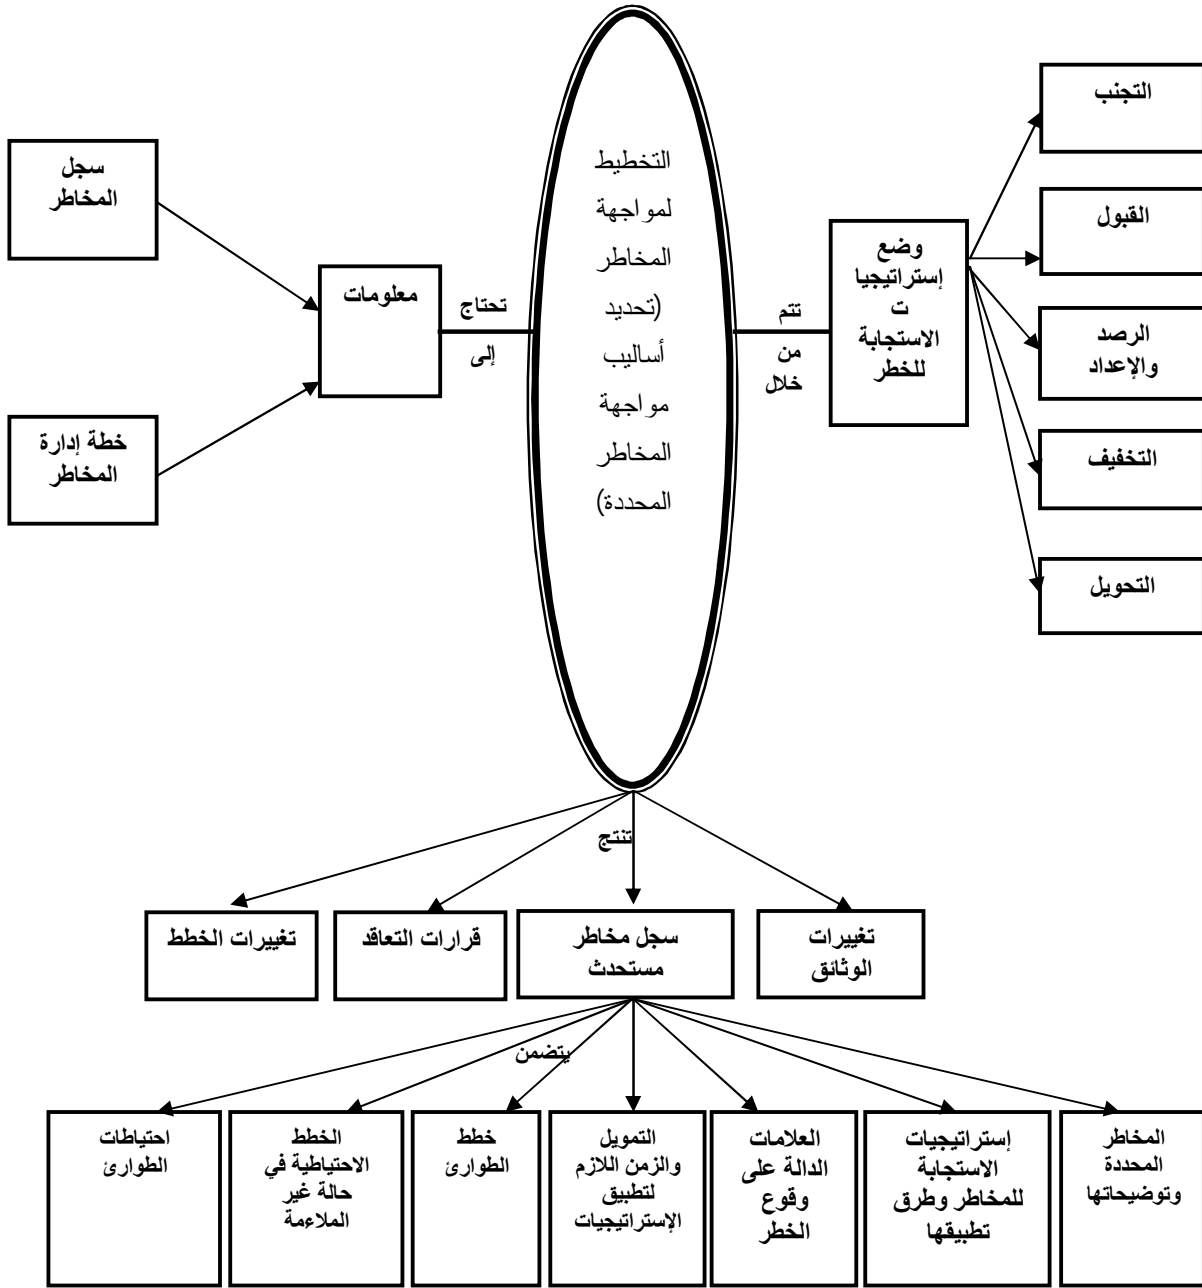 التجنب
القبول
الرصد
والإعداد
التخفيف
التحويل
وضع
إستراتيجيا
ت
الاستجابة
للخطر
تتم
من
خلال
التخطيط
لمواجهة
المخاطر
(تحديد
أساليب
مواجهة
المخاطر
المحددة)
تحتاج
إلى
معلومات
سجل
المخاطر
خطة إدارة
المخاطر
تنتج
تغييرات
الوثائق
سجل مخاطر
مستحدث
قرارات التعاقد
تغييرات الخطط
يتضمن
المخاطر
المحددة
وتوضيحاتها
إستراتيجيات
الاستجابة
للمخاطر وطرق
تطبيقها
العلامات
الدالة على
وقوع
الخطر
التمويل
والزمن اللازم
لتطبيق
الإستراتيجيات
خطط
الطوارئ
الخطط
الاحتياطية في
حالة غير
الملاءمة
احتياطات
الطوارئ